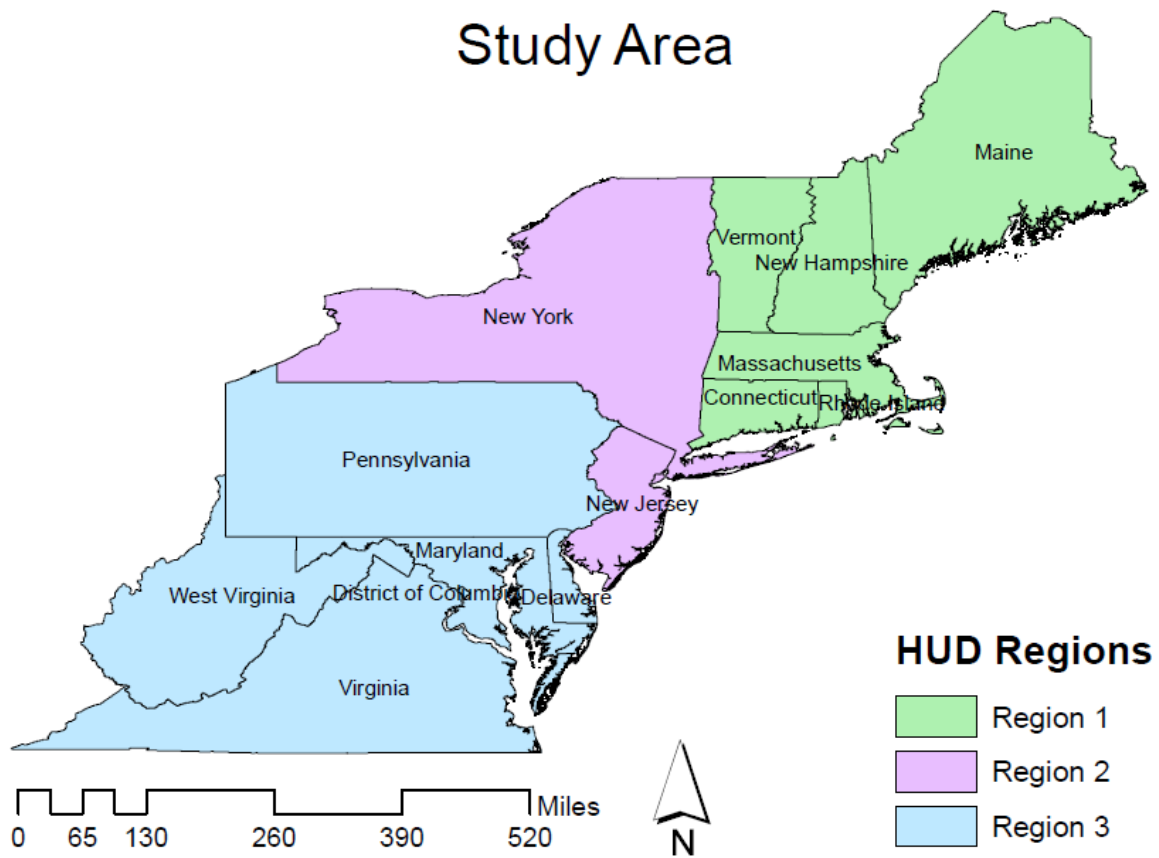 Study Area
Maine
Vermont
New Hampshire
New York
Massachusetts
Connecticut
Rhode Island
Pennsylvania
New Jersey
Maryland
West Virginia
District of Columbia
Delaware
Virginia
HUD Regions
Region 1
Region 2
Region 3
Miles
0 65 130 260 390 520
N